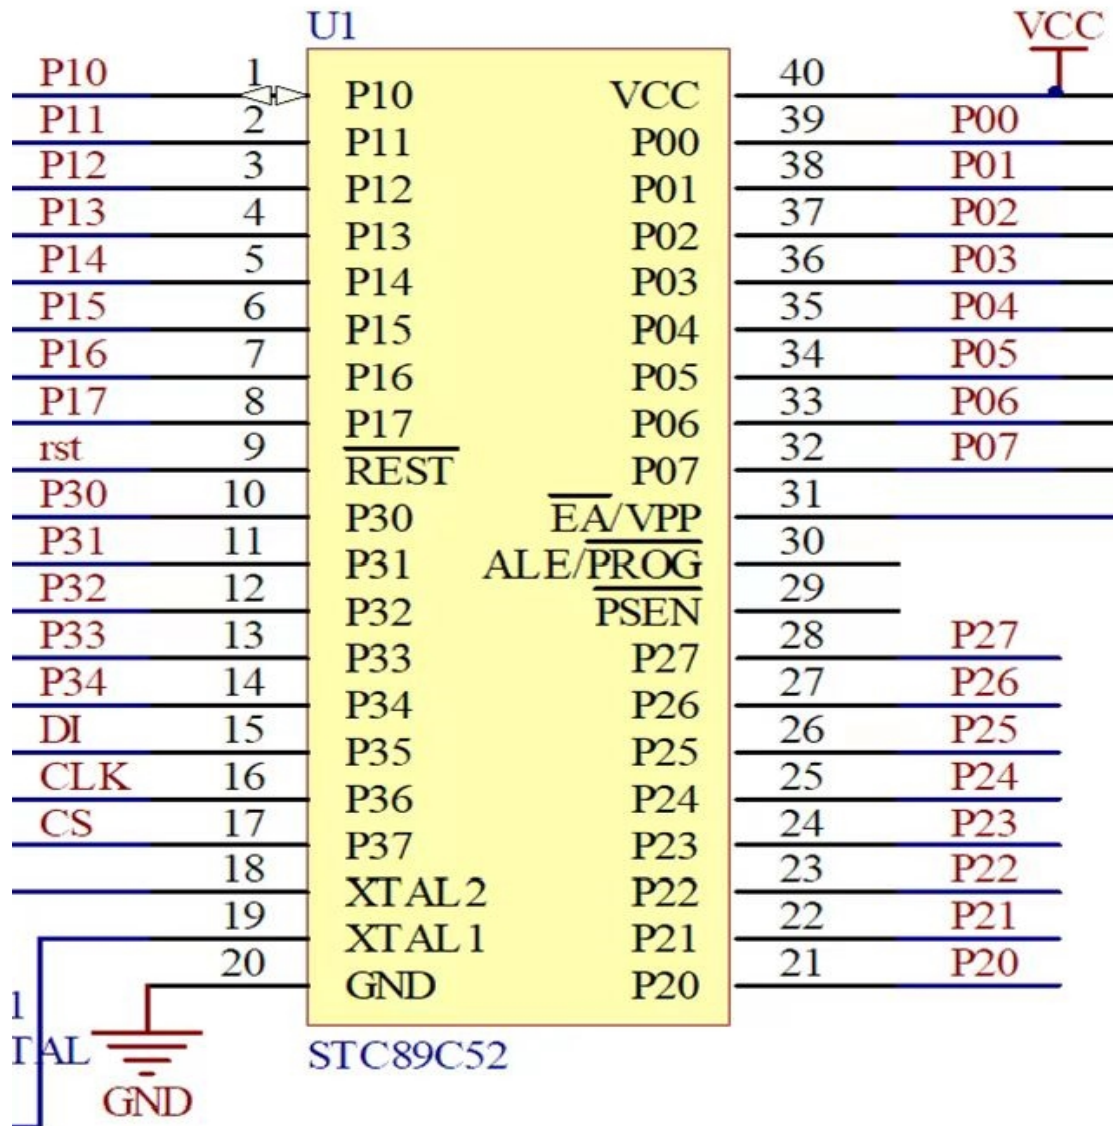 U1
VCC
P10 1 P10 VCC 40
P11 2 P11 P00 39 P00
P12 3 P12 P01 38 P01
P13 4 P13 P02 37 P02
P14 5 P14 P03 36 P03
P15 6 P15 P04 35 P04
P16 7 P16 P05 34 P05
P17 8 P17 P06 33 P06
rst 9 REST P07 32 P07
P30 10 P30 EA/VPP 31
P31 11 P31 ALE/PROG 30
P32 12 P32 PSEN 29
P33 13 P33 P27 28 P27
P34 14 P34 P26 27 P26
DI 15 P35 P25 26 P25
CLK 16 P36 P24 25 P24
CS 17 P37 P23 24 P23
18 XTAL2 P22 23 P22
19 XTAL1 P21 22 P21
20 GND P20 21 P20
1
TAL
STC89C52
GND